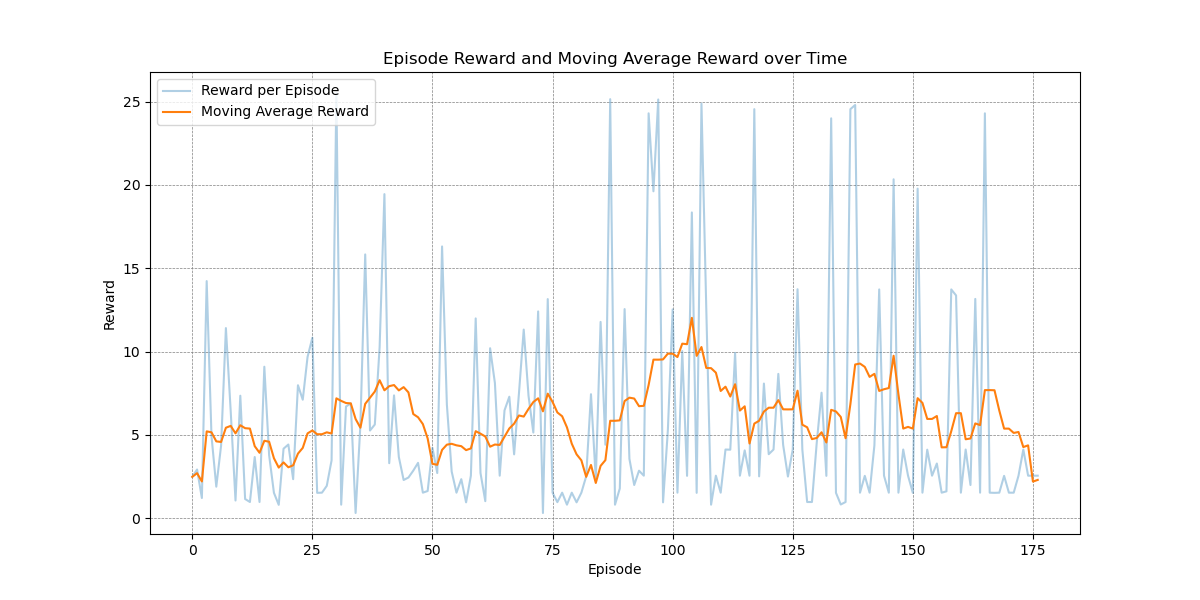 Episode Reward and Moving Average Reward over Time
Reward per Episode
Moving Average Reward
25
20
15
10
5
0
Reward
0 25 50 75 100 125 150 175
Episode